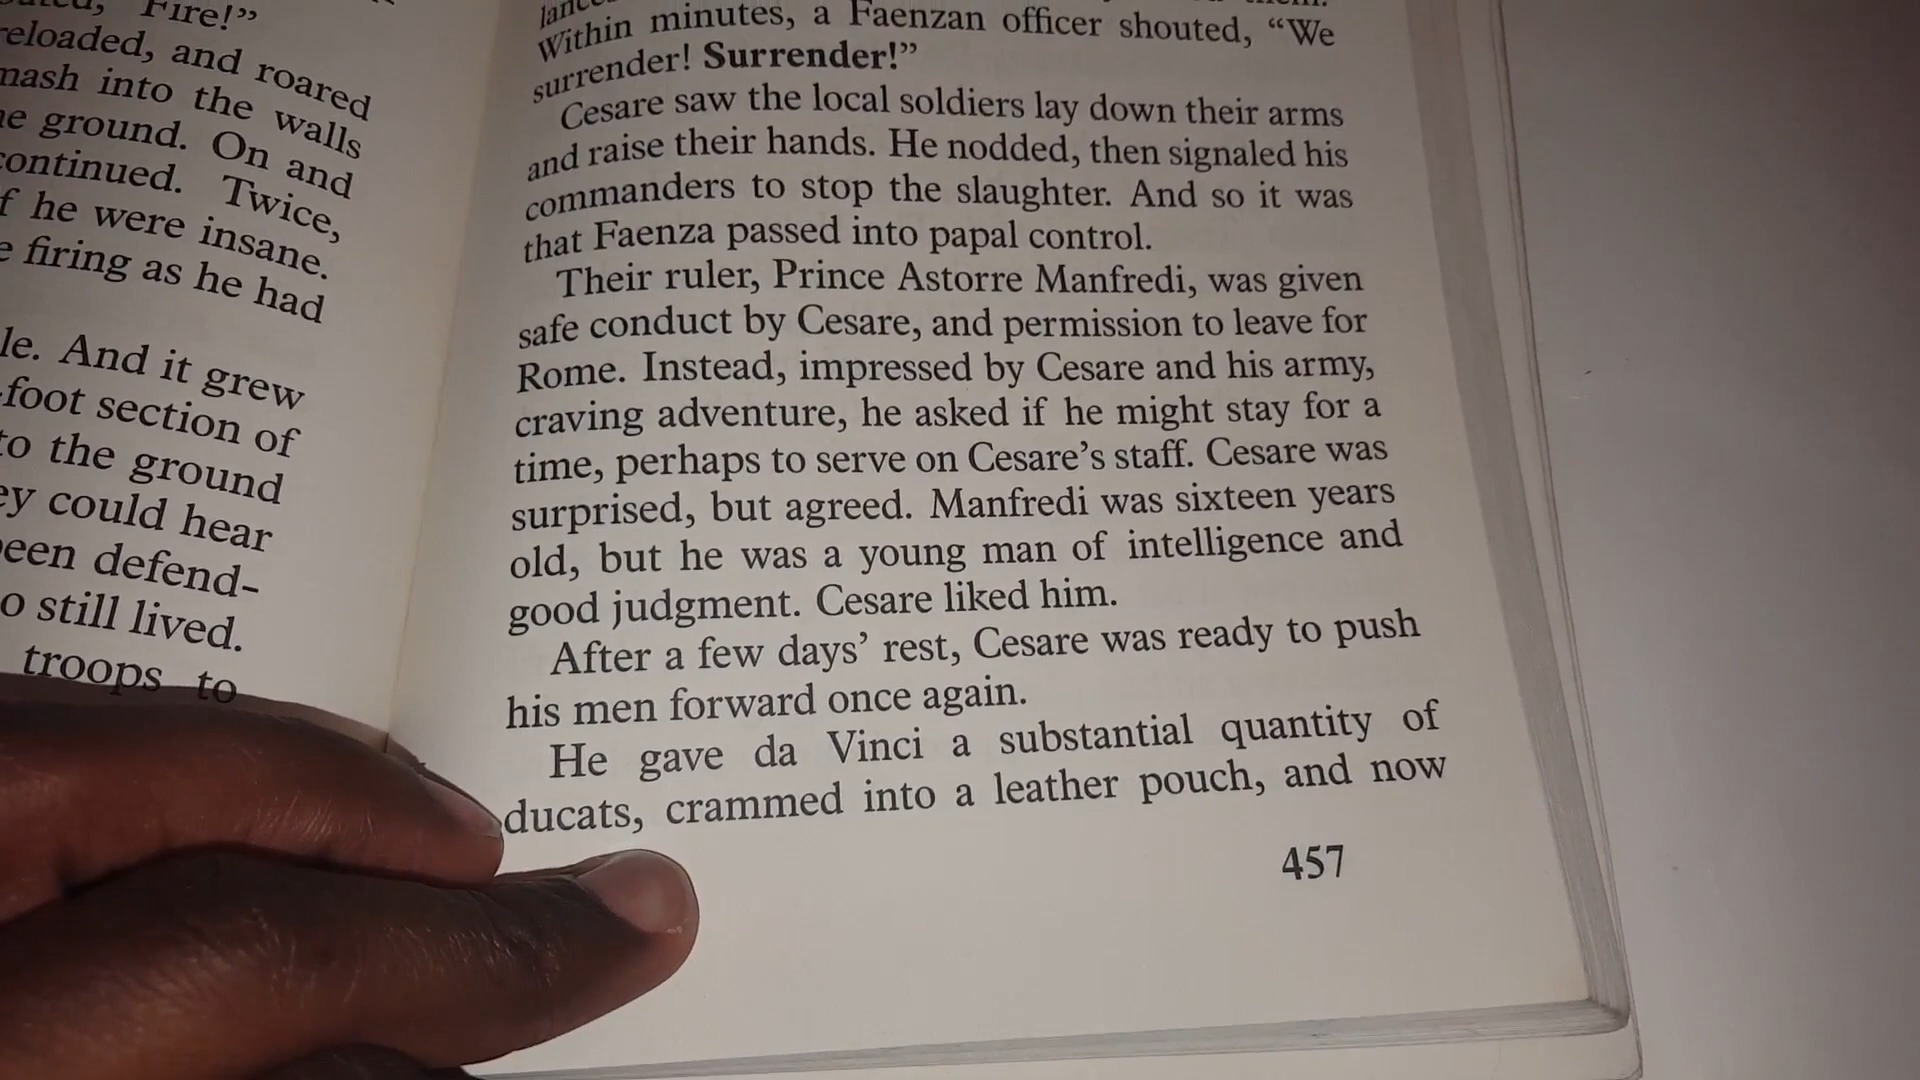 Fire!”
reloaded, and roared
into the walls
ground. On and
continued. Twice,
he were insane.
firing as he had
And it grew
foot section of
to the ground
could hear
been defend-
still lived.
troops to
Within minutes, a Faenzan officer shouted, “We
surrender! Surrender!”
Cesare saw the local soldiers lay down their arms
and raise their hands. He nodded, then signaled his
commanders to stop the slaughter. And so it was
that Faenza passed into papal control.
Their ruler, Prince Astorre Manfredi, was given
safe conduct by Cesare, and permission to leave for
Rome. Instead, impressed by Cesare and his army,
craving adventure, he asked if he might stay for a
time, perhaps to serve on Cesare’s staff. Cesare was
surprised, but agreed. Manfredi was sixteen years
old, but he was a young man of intelligence and
good judgment. Cesare liked him.
After a few days’ rest, Cesare was ready to push
his men forward once again.
He gave da Vinci a substantial quantity of
ducats, crammed into a leather pouch, and now
457